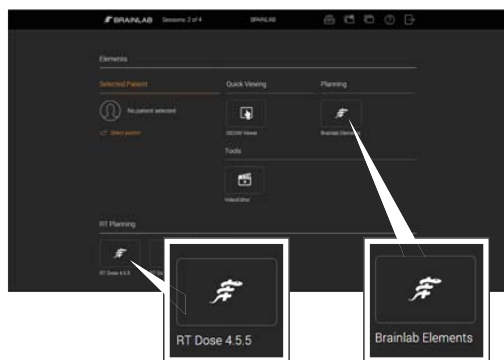 BRAINLAB Sessions: 2 of 4 BRAINLAB
Elements
Selected Patient Quick Viewing Planning
No patient selected
Select patient
DICOM Viewer Brainlab Elements
Tools
VideoEditor
RT Planning
RT Dose 4.5.5
RT Dose 4.5.5 Brainlab Elements